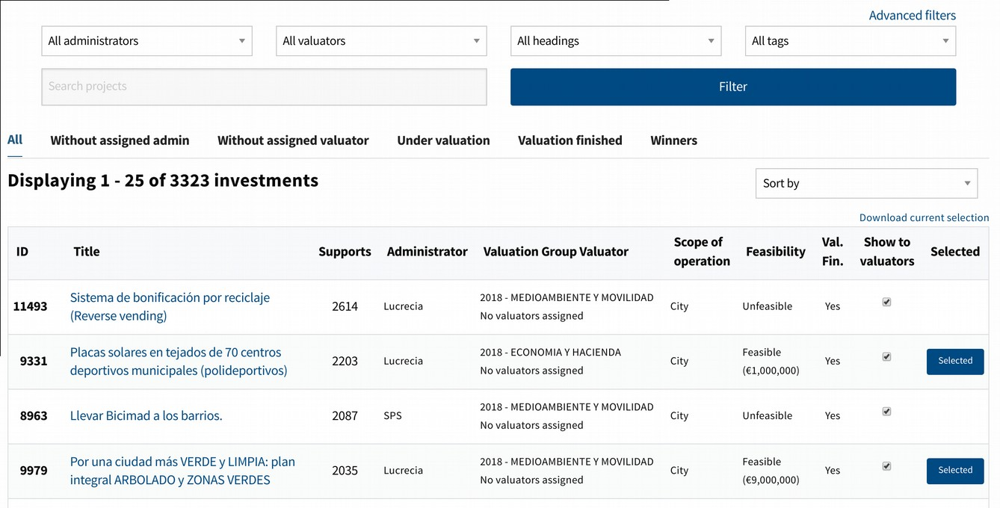 Advanced filters
All administrators All valuators All headings All tags
Search projects Filter
All Without assigned admin Without assigned valuator Under valuation Valuation finished Winners
Displaying 1 - 25 of 3323 investments
Sort by
Download current selection
ID Title Supports Administrator Valuation Group Valuator Scope of operation Feasibility Val. Fin. Show to valuators Selected
11493 Sistema de bonificación por reciclaje (Reverse vending) 2614 Lucrecia 2018 - MEDIOAMBIENTE Y MOVILIDAD No valuators assigned City Unfeasible Yes
9331 Placas solares en tejados de 70 centros deportivos municipales (polideportivos) 2203 Lucrecia 2018 - ECONOMIA Y HACIENDA No valuators assigned City Feasible (€1,000,000) Yes Selected
8963 Llevar Bicimad a los barrios. 2087 SPS 2018 - MEDIOAMBIENTE Y MOVILIDAD No valuators assigned City Unfeasible Yes
9979 Por una ciudad más VERDE y LIMPIA: plan integral ARBOLADO y ZONAS VERDES 2035 Lucrecia 2018 - MEDIOAMBIENTE Y MOVILIDAD No valuators assigned City Feasible (€9,000,000) Yes Selected